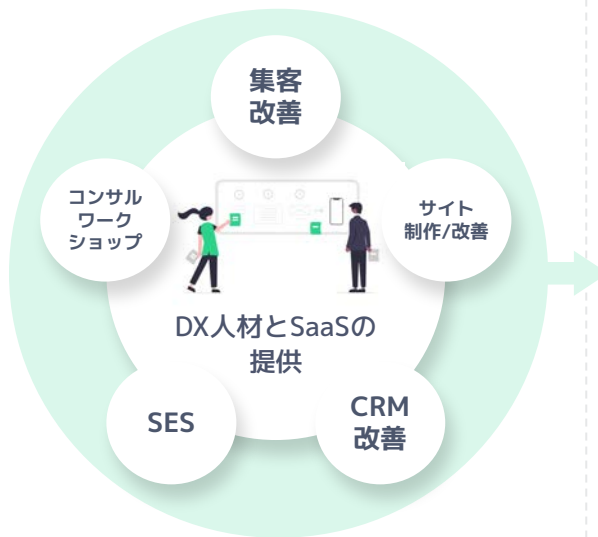 集客
改善
コンサル
ワーク
ショップ
サイト
制作/改善
DX人材とSaaSの
提供
SES
CRM
改善